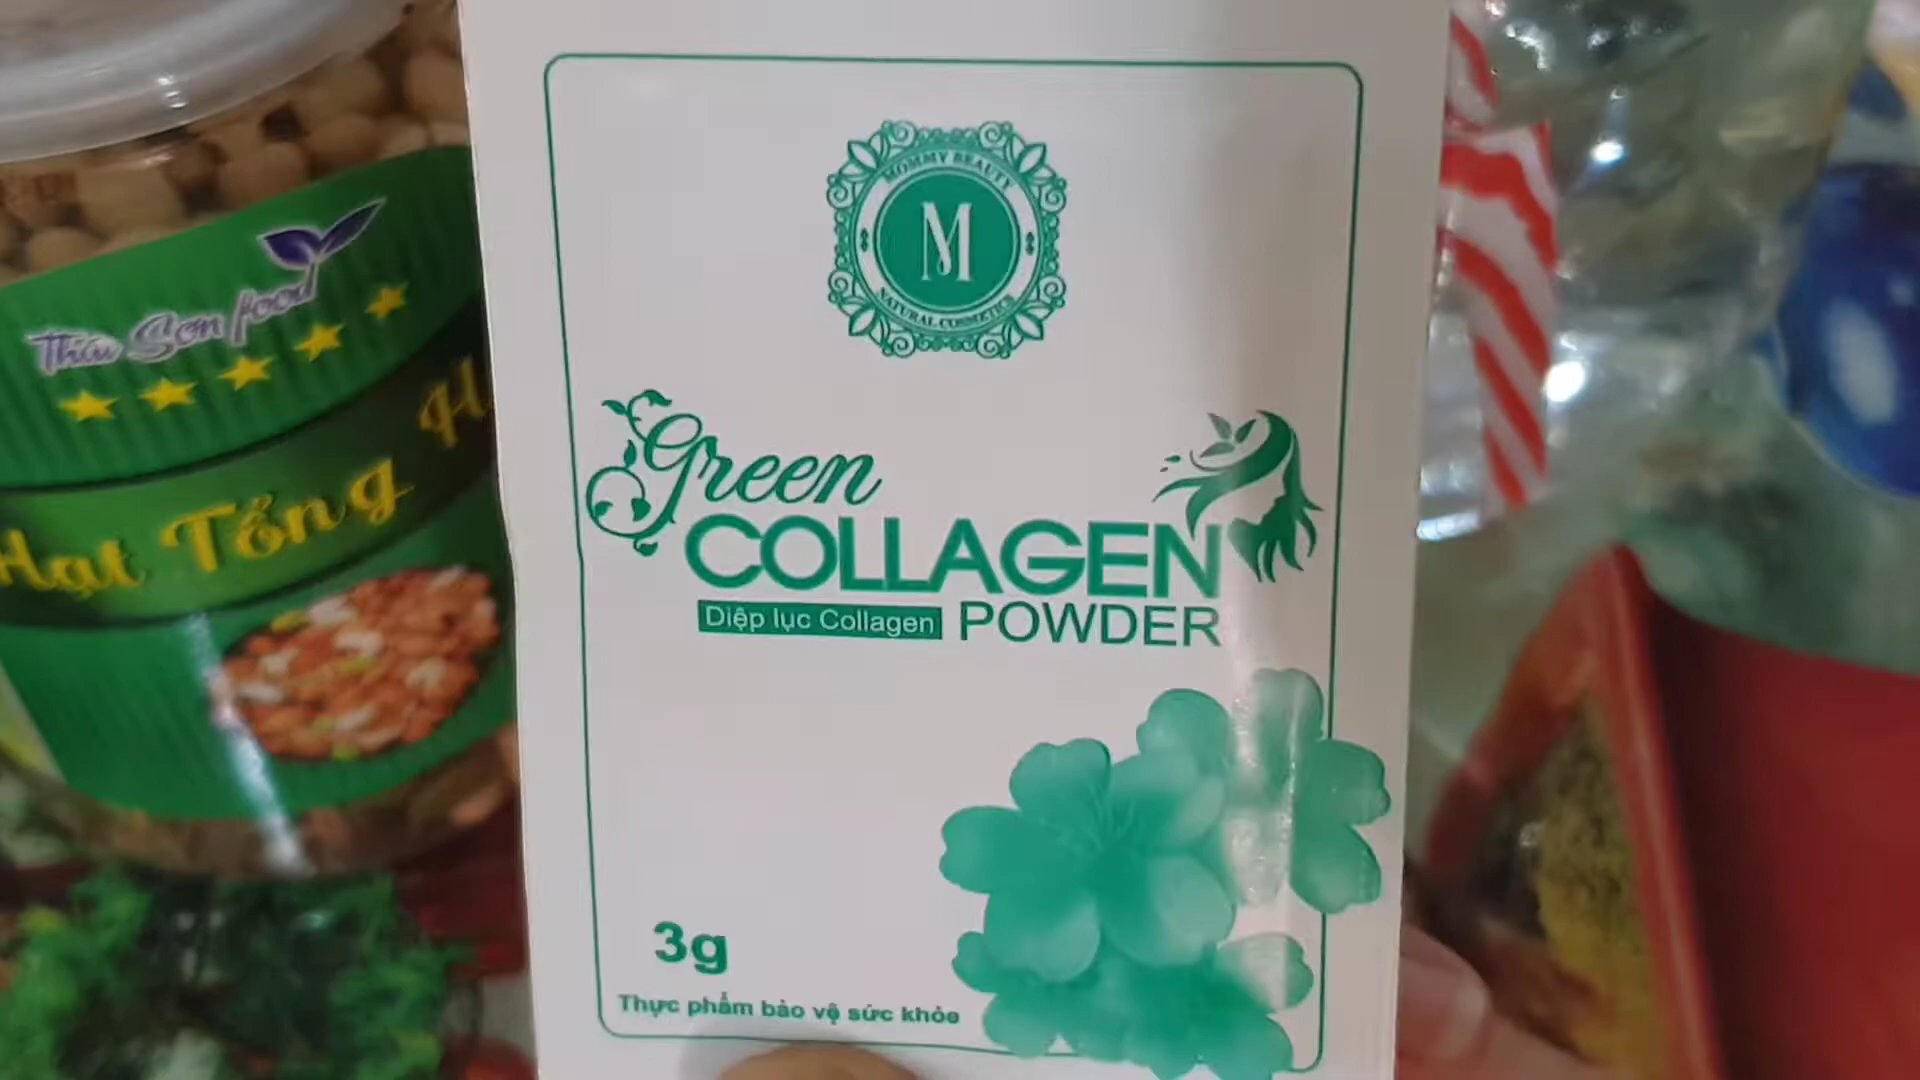 MOMMY BEAUTY
M
NATURAL COSMETICS
Green
COLLAGEN
Diệp lục Collagen POWDER
3g
Thực phẩm bảo vệ sức khỏe
Sơn food
Hạt Tổng